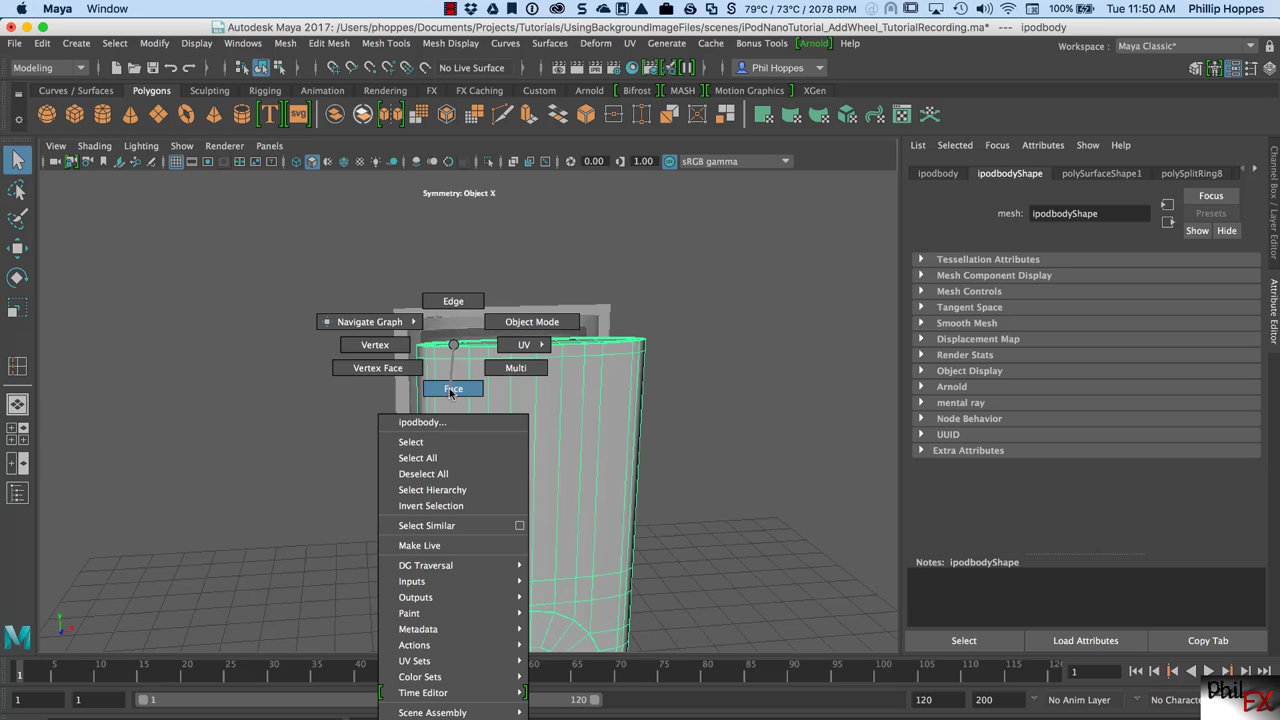 Maya Window 79°C / 73°C / 2078 RPM 100% Tue 11:50 AM Phillip Hoppes
Autodesk Maya 2017: /Users/phoppes/Documents/Projects/Tutorials/UsingBackgroundImageFiles/scenes/iPodNanoTutorial_AddWheel_TutorialRecording.ma* --- ipodbody
File Edit Create Select Modify Display Windows Mesh Edit Mesh Mesh Tools Mesh Display Curves Surfaces Deform UV Generate Cache Bonus Tools [Arnold] Help Workspace : Maya Classic*
Modeling No Live Surface Phil Hoppes
Curves / Surfaces Polygons Sculpting Rigging Animation Rendering FX FX Caching Custom Arnold Bifrost MASH Motion Graphics XGen
T SVG
View Shading Lighting Show Renderer Panels List Selected Focus Attributes Show Help
0.00 1.00 sRGB gamma
ipodbody ipodbodyShape polySurfaceShape1 polySplitRing8
Symmetry: Object X
Focus
Presets
Show Hide
mesh: ipodbodyShape
Channel Box / Layer Editor
Attribute Editor
Tessellation Attributes
Mesh Component Display
Mesh Controls
Tangent Space
Smooth Mesh
Displacement Map
Render Stats
Object Display
Arnold
mental ray
Node Behavior
UUID
Extra Attributes
Edge
Navigate Graph Object Mode
Vertex UV
Vertex Face Multi
Face
ipodbody...
Select
Select All
Deselect All
Select Hierarchy
Invert Selection
Select Similar
Make Live
DG Traversal
Inputs
Outputs
Paint
Metadata
Actions
UV Sets
Color Sets
Time Editor
Scene Assembly
Notes: ipodbodyShape
Select Load Attributes Copy Tab
y
x
5 10 15 20 25 30 35 60 65 70 75 80 85 90 95 100 105 110 115 120
1 1
1 1 1 120 120 200 No Anim Layer No Character
Phil FX